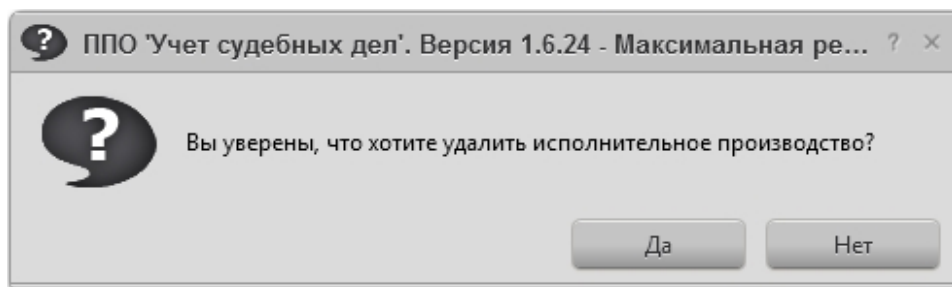 ППО 'Учет судебных дел'. Версия 1.6.24 - Максимальная ре... ? ×
Вы уверены, что хотите удалить исполнительное производство?
Да Нет